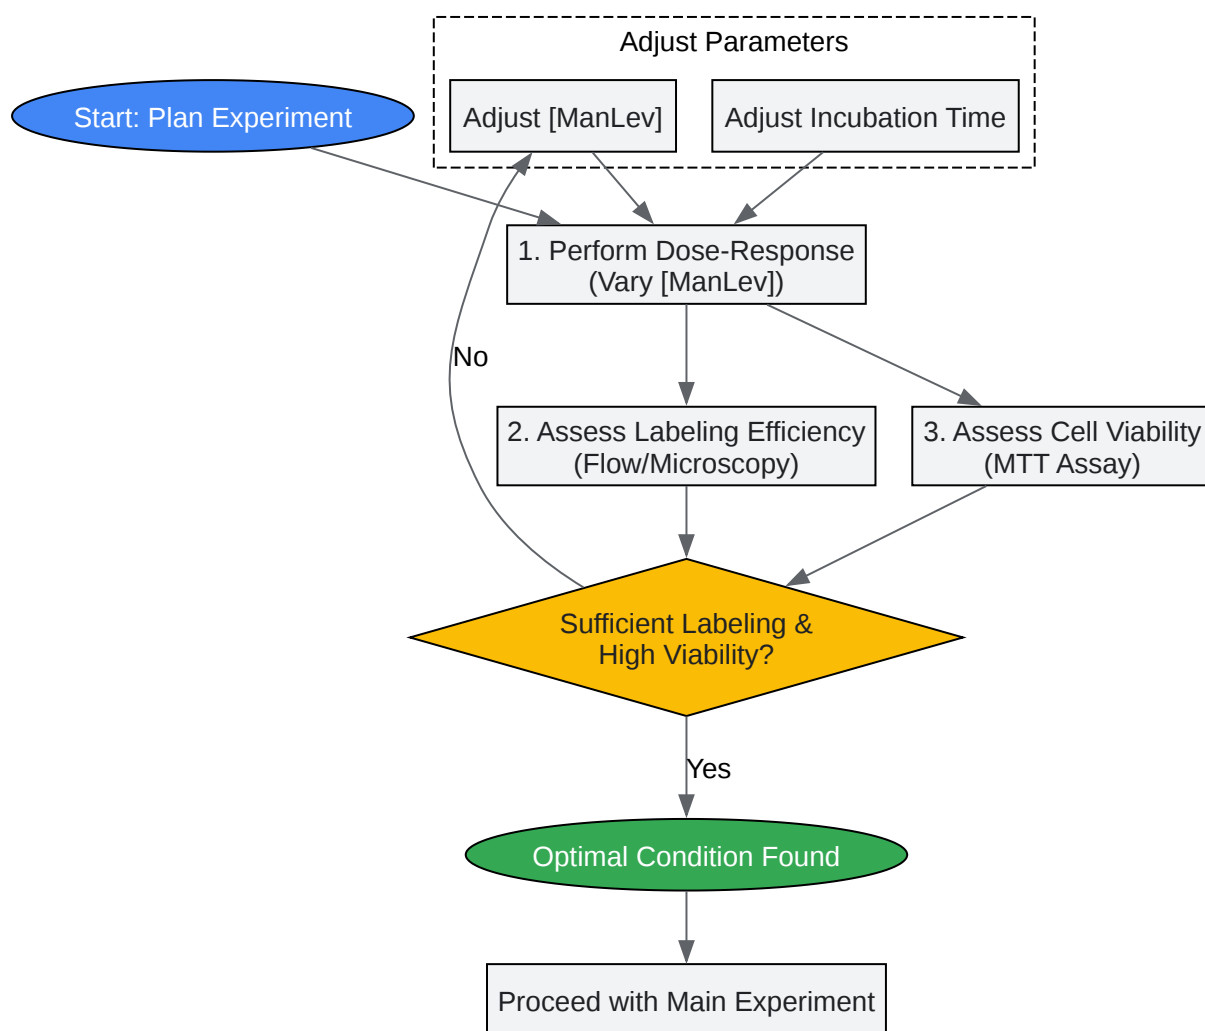 Adjust Parameters
Start: Plan Experiment
Adjust [ManLev]
Adjust Incubation Time
1. Perform Dose-Response
(Vary [ManLev])
No
2. Assess Labeling Efficiency
(Flow/Microscopy)
3. Assess Cell Viability
(MTT Assay)
Sufficient Labeling &
High Viability?
Yes
Optimal Condition Found
Proceed with Main Experiment